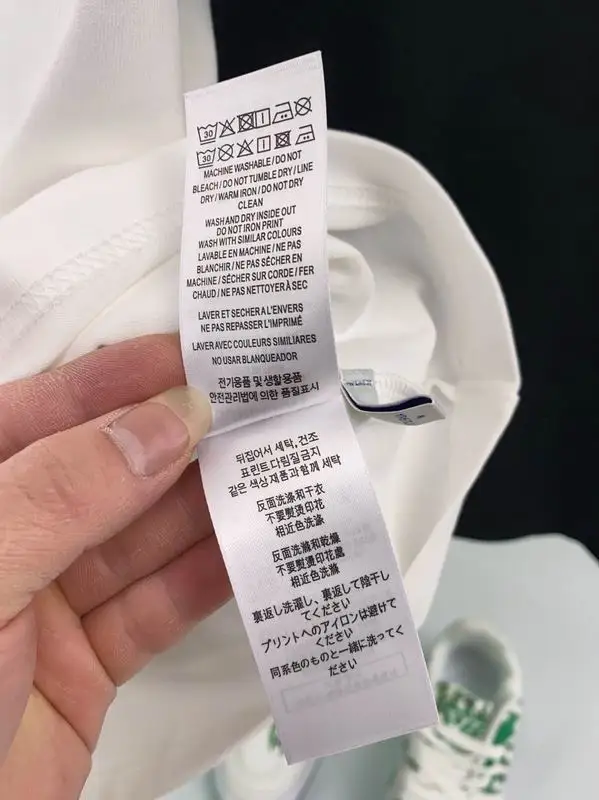 30
30
MACHINE WASHABLE / DO NOT
BLEACH / DO NOT TUMBLE DRY / LINE
DRY / WARM IRON / DO NOT DRY
CLEAN
WASH AND DRY INSIDE OUT
DO NOT IRON PRINT
WASH WITH SIMILAR COLOURS
LAVABLE EN MACHINE / NE PAS
BLANCHIR / NE PAS SÉCHER EN
MACHINE / SÉCHER SUR CORDE / FER
CHAUD / NE PAS NETTOYER À SEC
LAVER ET SECHER A L'ENVERS
NE PAS REPASSER L'IMPRIMÉ
LAVER AVEC COULEURS SIMILIARES
NO USAR BLANQUEADOR
전기용품 및 생활용품
안전관리법에 의한 품질표시
뒤집어서 세탁, 건조
프린트 다림질금지
같은 색상 제품과 함께 세탁
反面洗涤和干衣
不要熨烫印花
相近色洗涤
反面洗滌和乾燥
不要熨燙印花處
相近色洗滌
裏返し洗濯し、裏返して陰干し
てください
プリントへのアイロンは避けて
ください
同系色のものと一緒に洗ってく
ださい